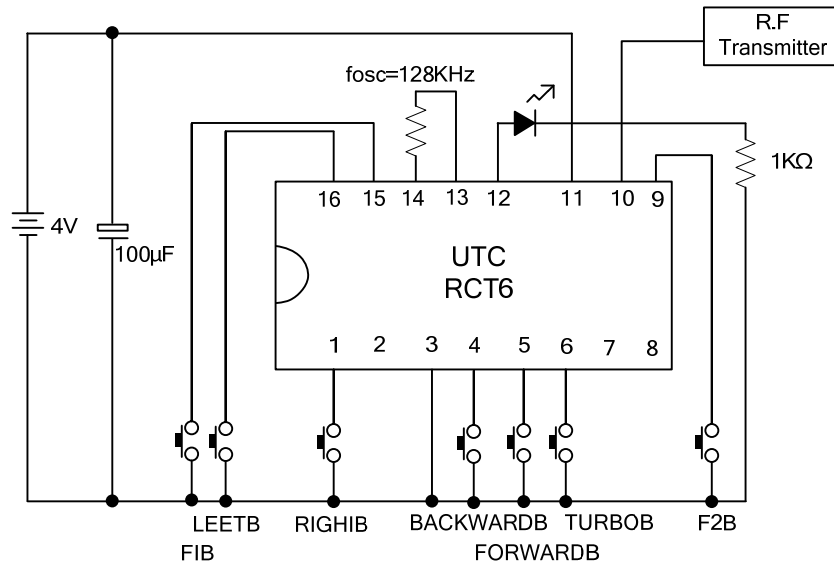 R.F
Transmitter
fosc=128KHz
16 15 14 13 12 11 10 9
1KΩ
4V
100µF
UTC
RCT6
1 2 3 4 5 6 7 8
LEETB RIGHIB BACKWARDB TURBOB F2B
FIB FORWARDB